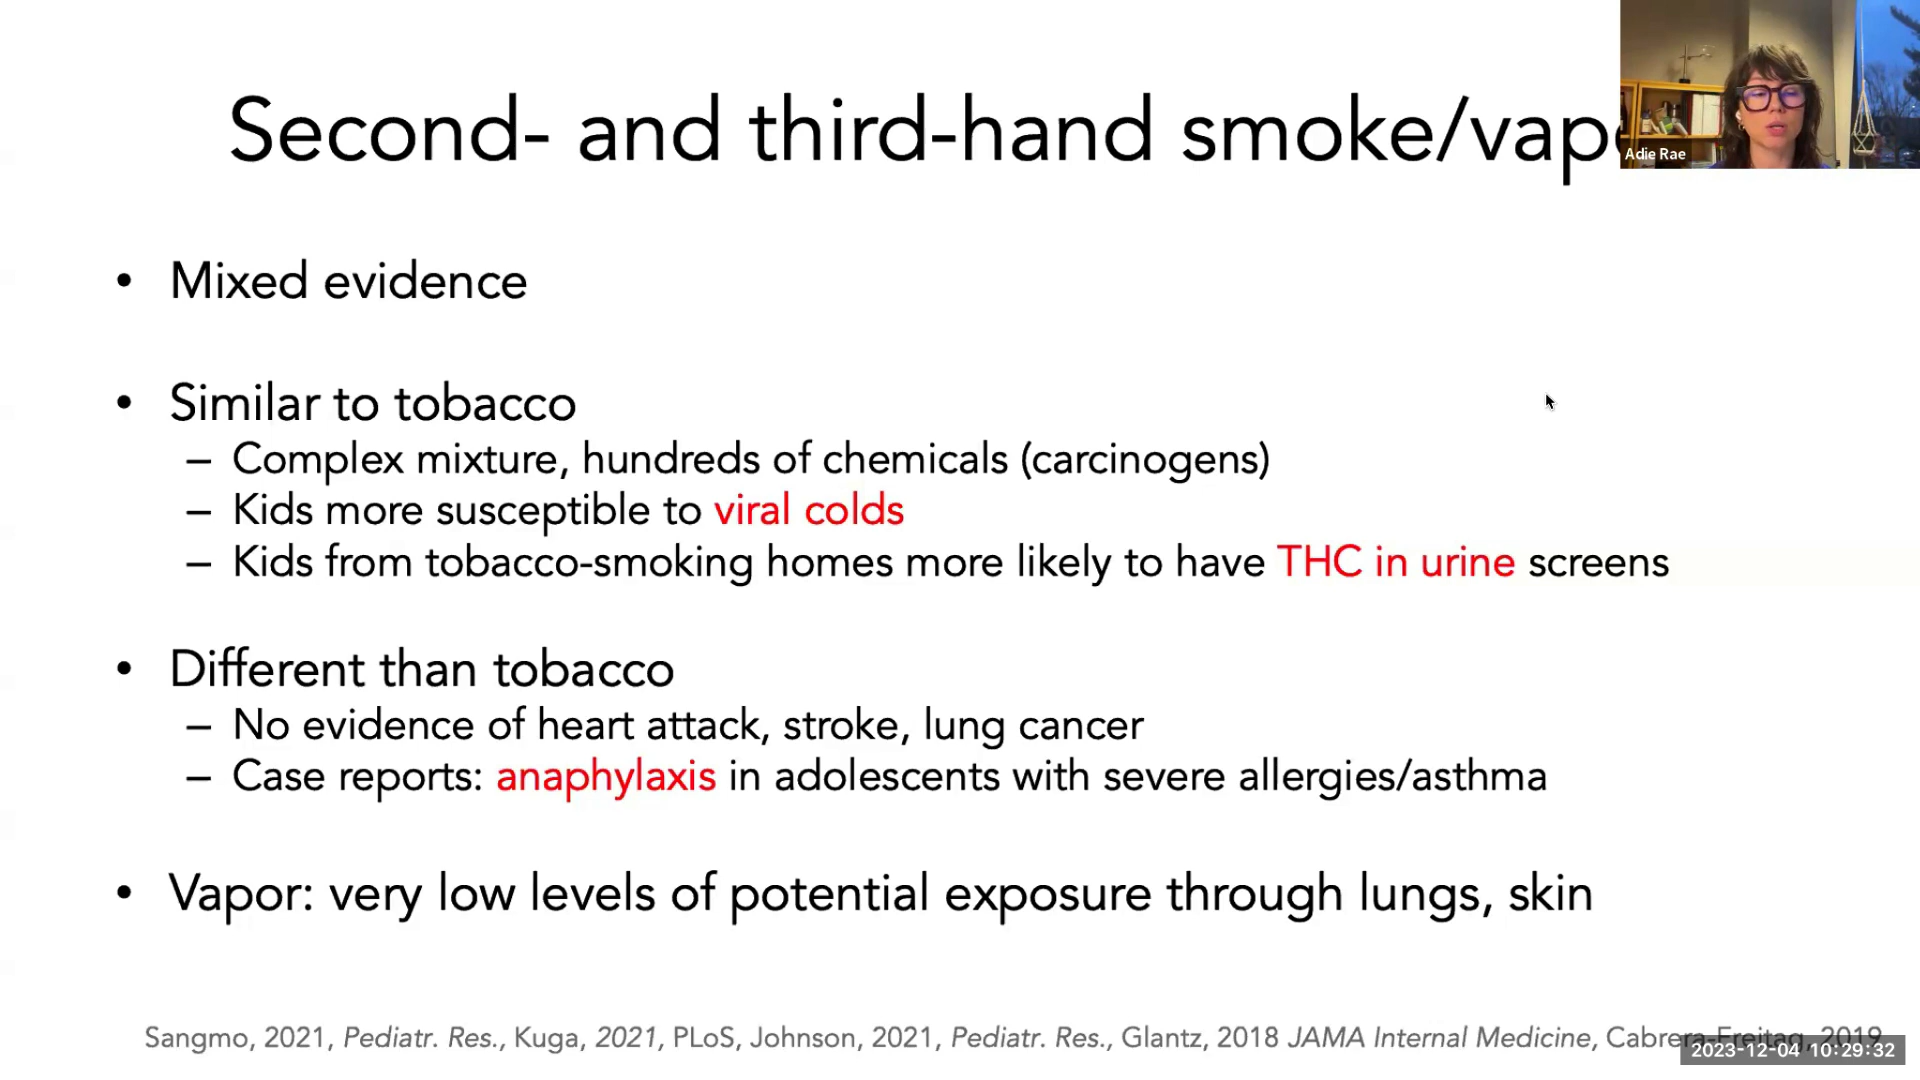 Second- and third-hand smoke/vap
Adie Rae
• Mixed evidence
• Similar to tobacco
– Complex mixture, hundreds of chemicals (carcinogens)
– Kids more susceptible to viral colds
– Kids from tobacco-smoking homes more likely to have THC in urine screens
• Different than tobacco
– No evidence of heart attack, stroke, lung cancer
– Case reports: anaphylaxis in adolescents with severe allergies/asthma
• Vapor: very low levels of potential exposure through lungs, skin
Sangmo, 2021, Pediatr. Res., Kuga, 2021, PLoS, Johnson, 2021, Pediatr. Res., Glantz, 2018 JAMA Internal Medicine, Cabrera-Freitag, 2019
2023-12-04 10:29:32